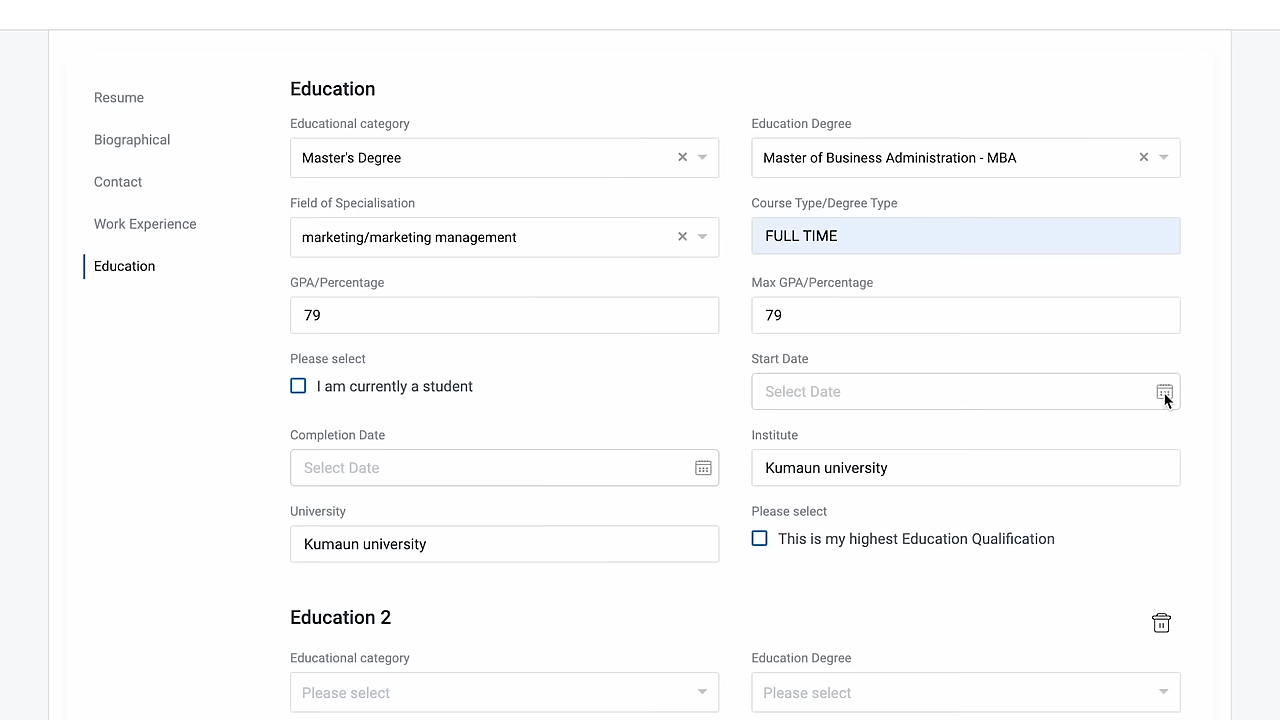 Resume
Biographical
Contact
Work Experience
Education
Education
Educational category
Education Degree
Master's Degree
Master of Business Administration - MBA
Field of Specialisation
Course Type/Degree Type
marketing/marketing management
FULL TIME
GPA/Percentage
Max GPA/Percentage
79
79
Please select
Start Date
I am currently a student
Select Date
Completion Date
Institute
Select Date
Kumaun university
University
Please select
Kumaun university
This is my highest Education Qualification
Education 2
Educational category
Education Degree
Please select
Please select